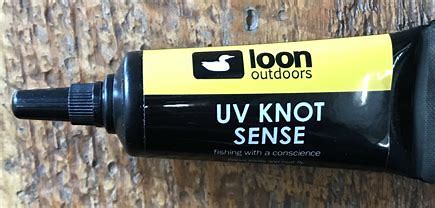 loon
outdoors
UV KNOT
SENSE
fishing with a conscience